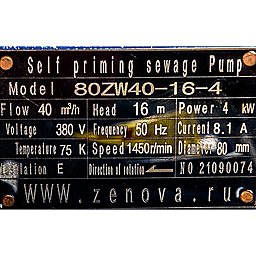 Self priming sewage Pump
Model 80ZW40-16-4
Flow 40 m³/h Head 16 m Power 4 kW
Voltage 380 V Frequency 50 Hz Current 8.1 A
Temperature 75 K Speed 1450r/min Diameter 80 mm
E Direction of rotation NO 21090074
WWW.zenova.ru